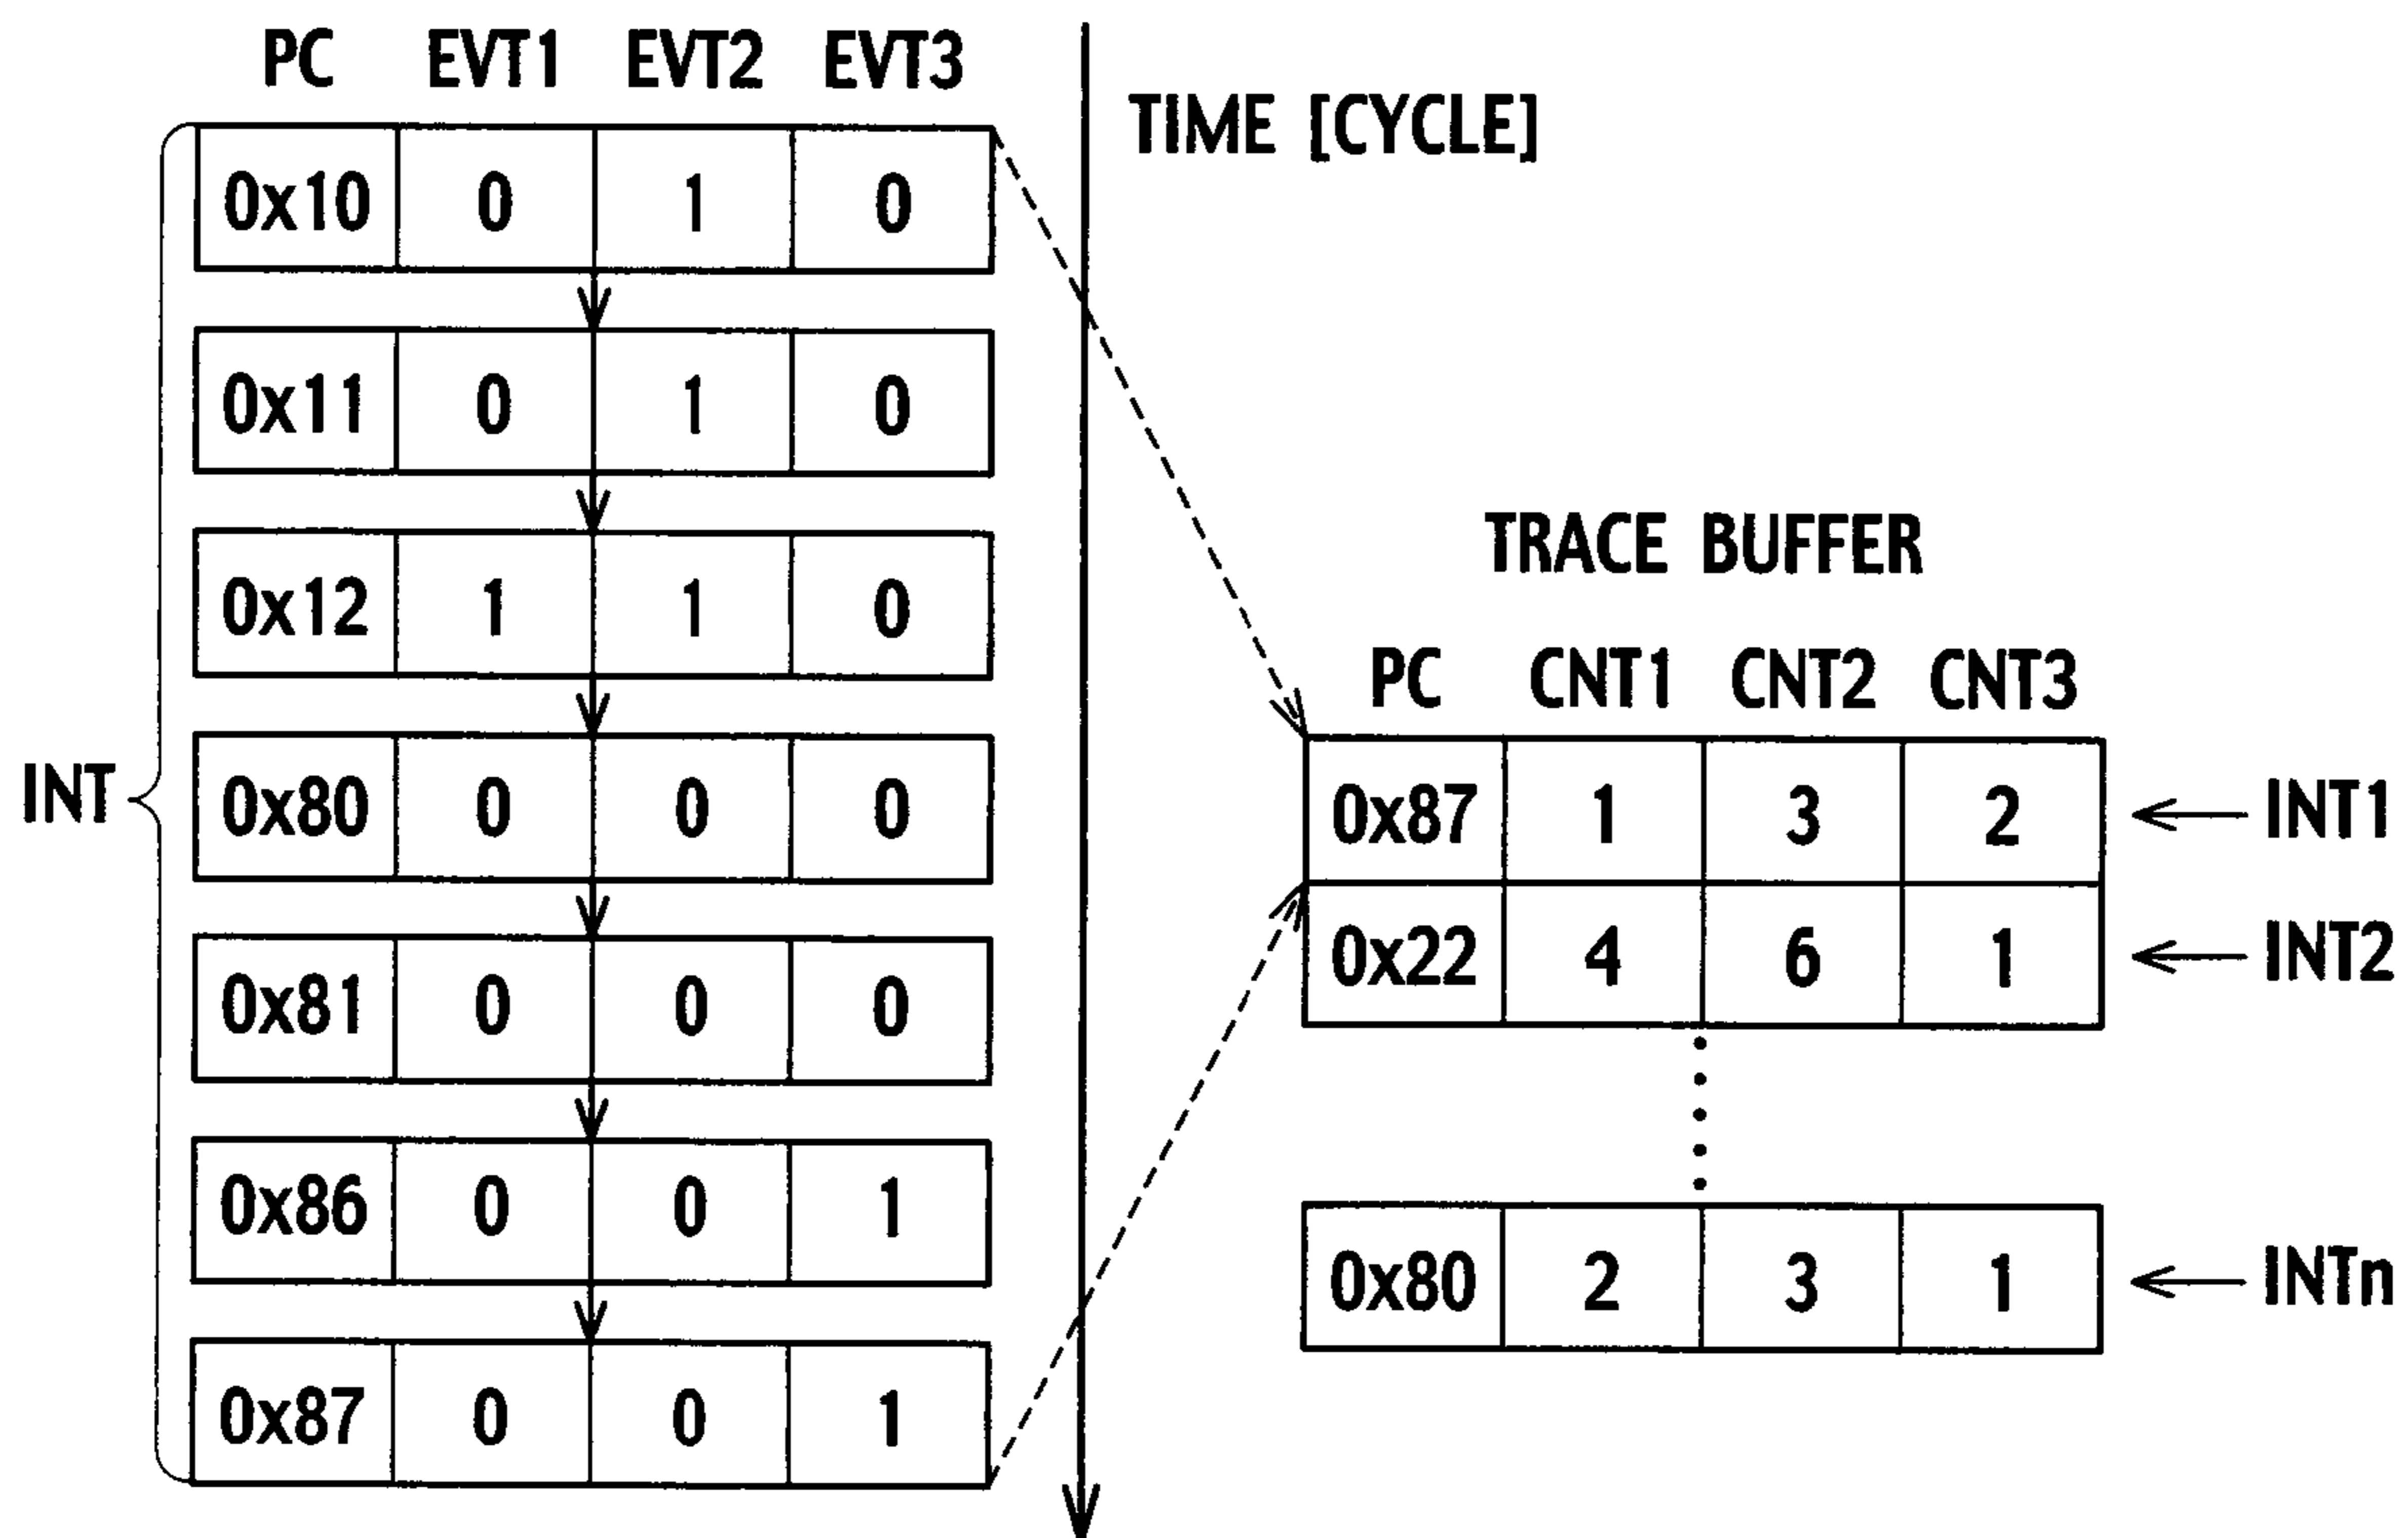 PC EVT1 EVT2 EVT3
TIME [CYCLE]
0x10 0 1 0
0x11 0 1 0
0x12 1 1 0
0x80 0 0 0
0x81 0 0 0
0x86 0 0 1
0x87 0 0 1
INT
TRACE BUFFER
PC CNT1 CNT2 CNT3
0x87 1 3 2 INT1
0x22 4 6 1 INT2
0x80 2 3 1 INTn